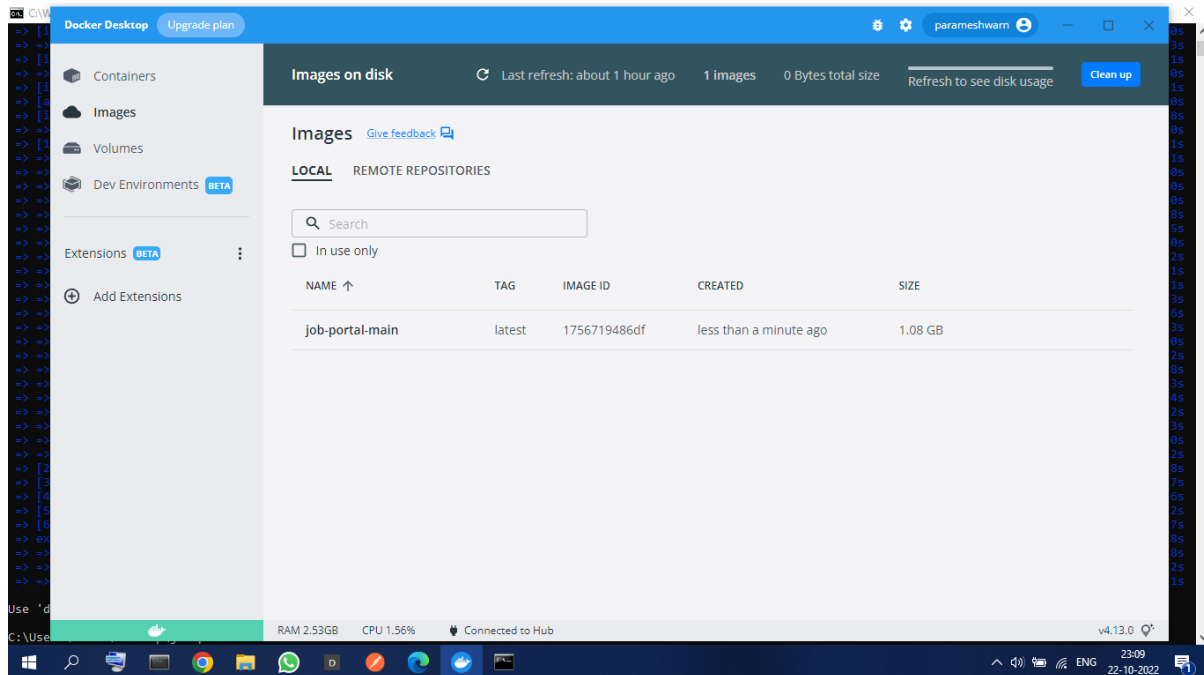 C:\W
Docker Desktop Upgrade plan parameshwarn
Containers
Images
Volumes
Dev Environments BETA
Extensions BETA
Add Extensions
Images on disk Last refresh: about 1 hour ago 1 images 0 Bytes total size Refresh to see disk usage Clean up
Images Give feedback
LOCAL REMOTE REPOSITORIES
Search
In use only
NAME TAG IMAGE ID CREATED SIZE
job-portal-main latest 1756719486df less than a minute ago 1.08 GB
Use 'd
C:\Use
RAM 2.53GB CPU 1.56% Connected to Hub v4.13.0
ENG 23:09
22-10-2022